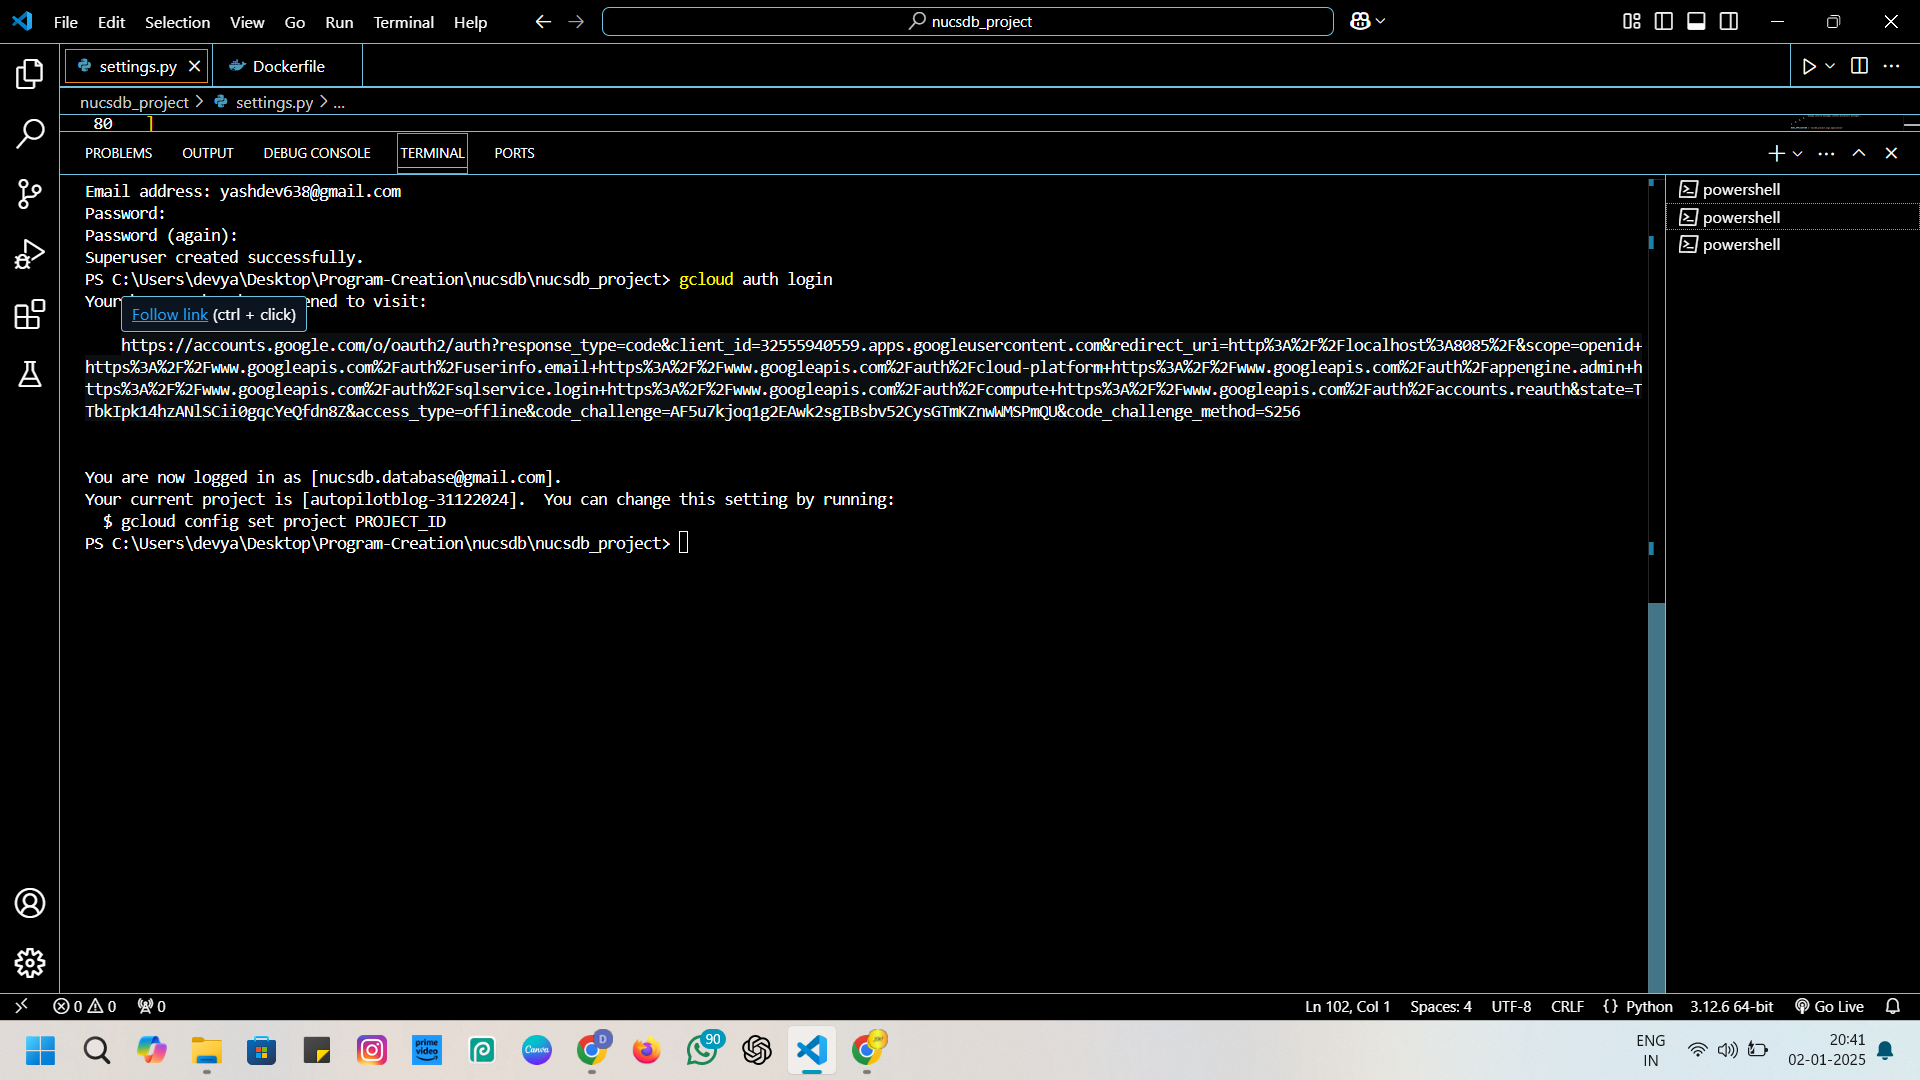 File Edit Selection View Go Run Terminal Help
nucsdb_project
settings.py
Dockerfile
nucsdb_project > settings.py > ...
80 ]
PROBLEMS OUTPUT DEBUG CONSOLE TERMINAL PORTS
Email address: yashdev638@gmail.com
Password:
Password (again):
Superuser created successfully.
PS C:\Users\devya\Desktop\Program-Creation\nucsdb\nucsdb_project> gcloud auth login
Your ened to visit:
Follow link (ctrl + click)
https://accounts.google.com/o/oauth2/auth?response_type=code&client_id=32555940559.apps.googleusercontent.com&redirect_uri=http%3A%2F%2Flocalhost%3A8085%2F&scope=openid+
https%3A%2F%2Fwww.googleapis.com%2Fauth%2Fuserinfo.email+https%3A%2F%2Fwww.googleapis.com%2Fauth%2Fcloud-platform+https%3A%2F%2Fwww.googleapis.com%2Fauth%2Fappengine.admin+h
ttps%3A%2F%2Fwww.googleapis.com%2Fauth%2Fsqlservice.login+https%3A%2F%2Fwww.googleapis.com%2Fauth%2Fcompute+https%3A%2F%2Fwww.googleapis.com%2Fauth%2Faccounts.reauth&state=T
TbkIpk14hzANlSCii0gqcYeQfdn8Z&access_type=offline&code_challenge=AF5u7kjoq1g2EAwk2sgIBsbv52CysGTmKZnwWMSPmQU&code_challenge_method=S256
You are now logged in as [nucsdb.database@gmail.com].
Your current project is [autopilotblog-31122024].  You can change this setting by running:
$ gcloud config set project PROJECT_ID
PS C:\Users\devya\Desktop\Program-Creation\nucsdb\nucsdb_project>
powershell
powershell
powershell
0 0 0
Ln 102, Col 1 Spaces: 4 UTF-8 CRLF {} Python 3.12.6 64-bit Go Live
prime video
Canva
D
90
ENG
IN
20:41
02-01-2025